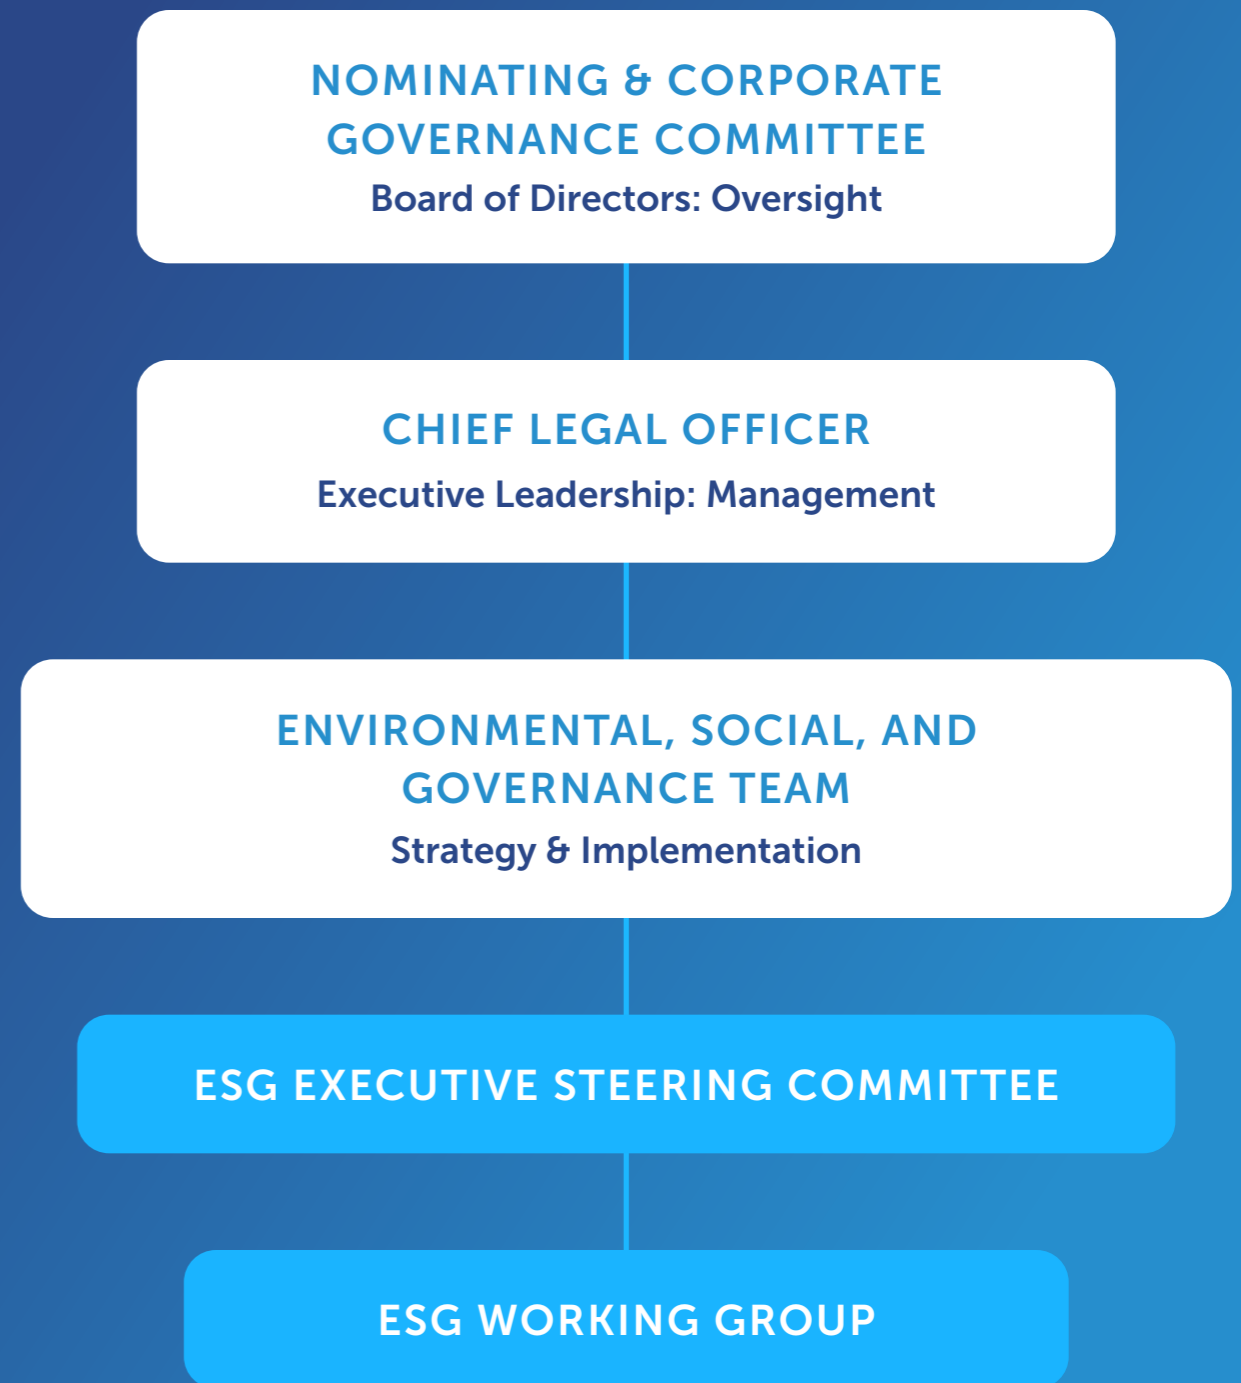 NOMINATING & CORPORATE
GOVERNANCE COMMITTEE
Board of Directors: Oversight
CHIEF LEGAL OFFICER
Executive Leadership: Management
ENVIRONMENTAL, SOCIAL, AND
GOVERNANCE TEAM
Strategy & Implementation
ESG EXECUTIVE STEERING COMMITTEE
ESG WORKING GROUP